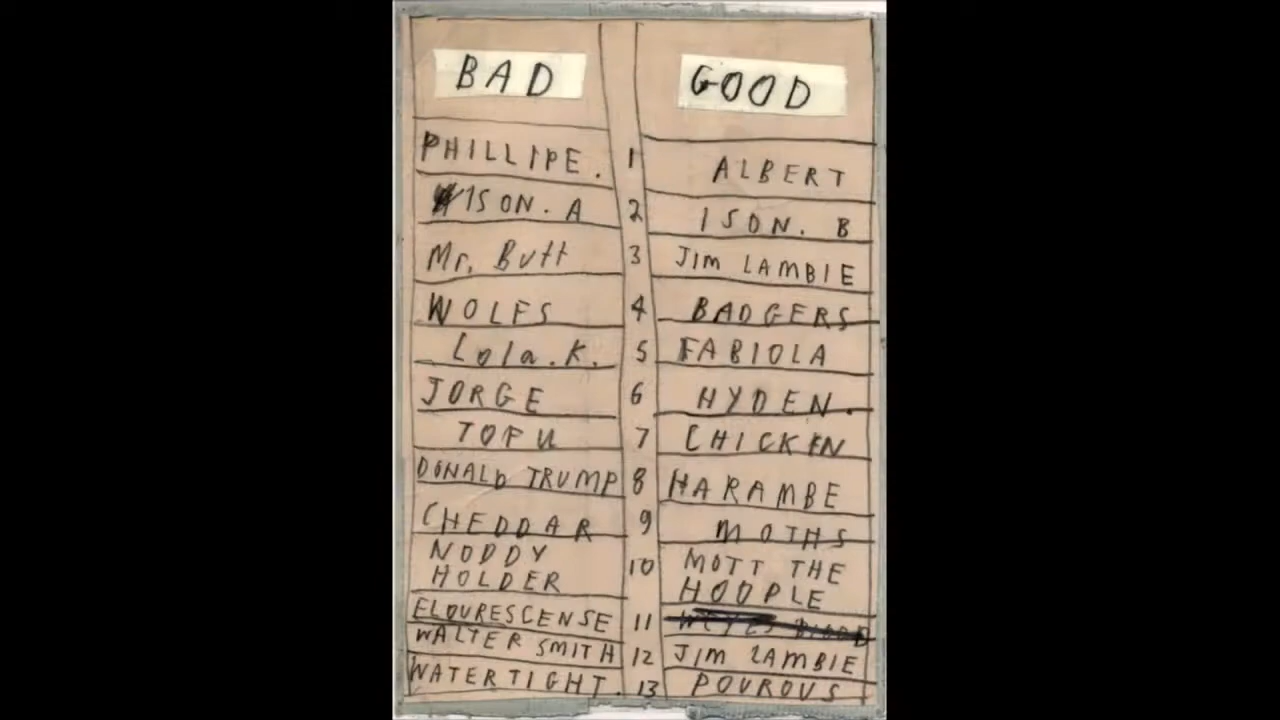 BAD GOOD
PHILLIPE. 1 ALBERT
ISON. A 2 ISON. B
Mr. Butt 3 JIM LAMBIE
WOLFS 4 BADGERS
Lola.K. 5 FABIOLA
JORGE 6 HYDEN.
TOFU 7 CHICKEN
DONALD TRUMP 8 HARAMBE
CHEDDAR 9 MOTHS
NODDY 10 MOTT THE
HOLDER HOOPLE
ELOURESCENSE 11
WALTER SMITH 12 JIM LAMBIE
WATERTIGHT. 13 POUROUS